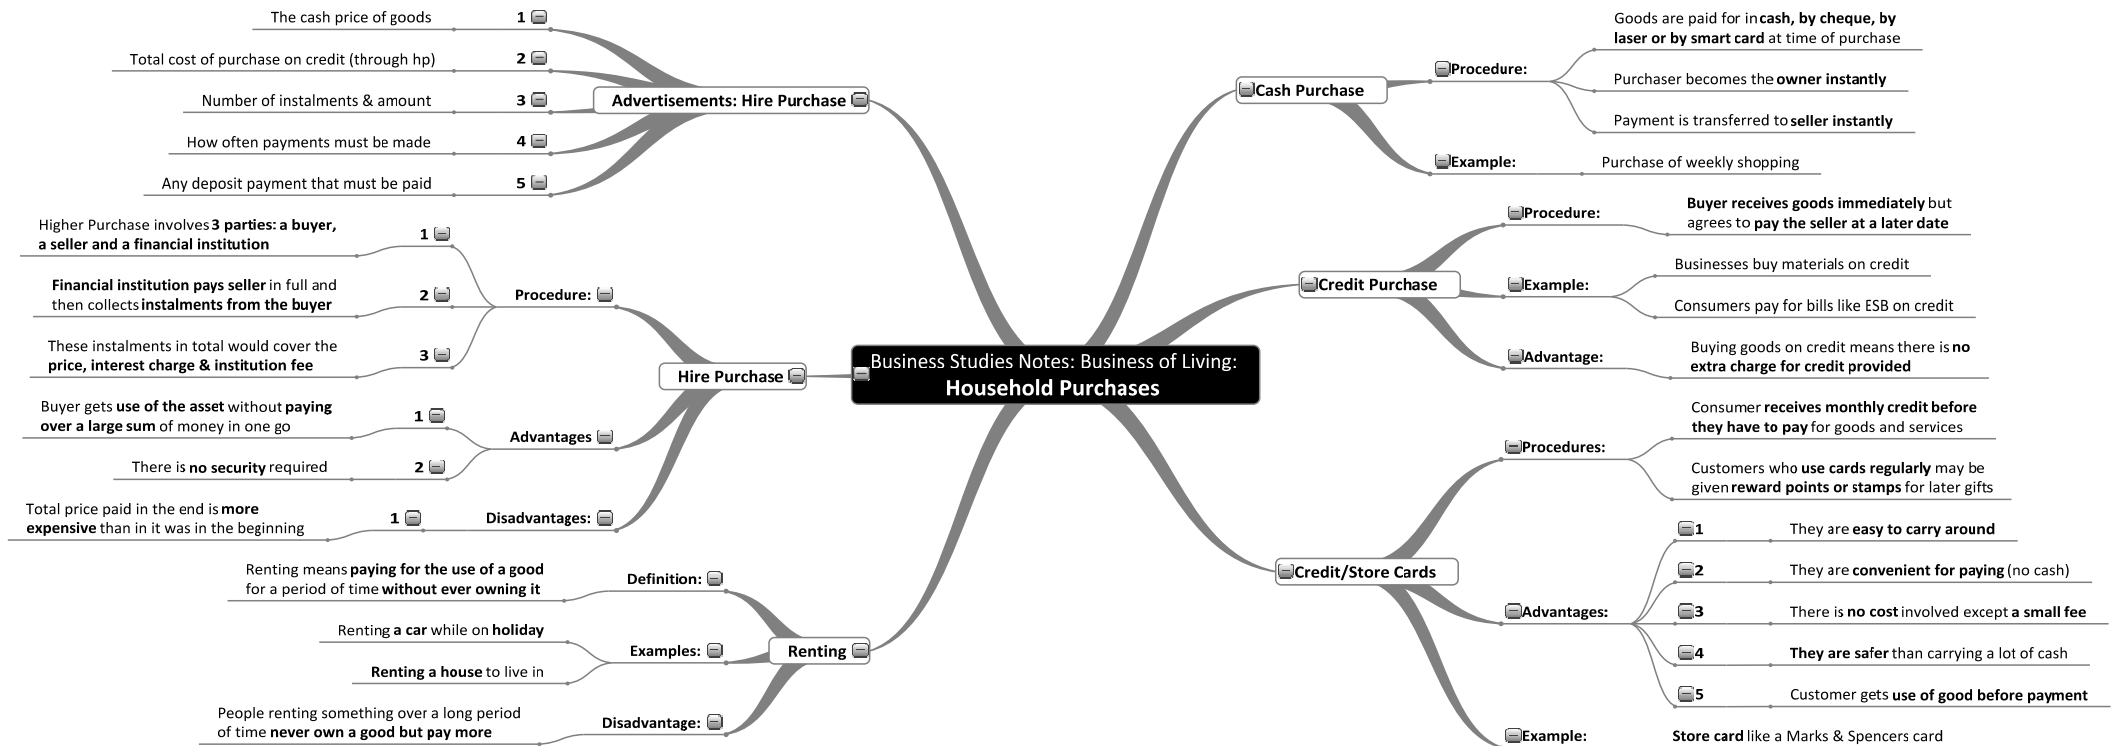 Business Studies Notes: Business of Living:
Household Purchases
Advertisements: Hire Purchase
1
The cash price of goods
2
Total cost of purchase on credit (through hp)
3
Number of instalments & amount
4
How often payments must be made
5
Any deposit payment that must be paid
Hire Purchase
Procedure:
1
Higher Purchase involves 3 parties: a buyer,
a seller and a financial institution
2
Financial institution pays seller in full and
then collects instalments from the buyer
3
These instalments in total would cover the
price, interest charge & institution fee
Advantages
1
Buyer gets use of the asset without paying
over a large sum of money in one go
2
There is no security required
Disadvantages:
1
Total price paid in the end is more
expensive than in it was in the beginning
Renting
Definition:
Renting means paying for the use of a good
for a period of time without ever owning it
Examples:
Renting a car while on holiday
Renting a house to live in
Disadvantage:
People renting something over a long period
of time never own a good but pay more
Cash Purchase
Procedure:
Goods are paid for in cash, by cheque, by
laser or by smart card at time of purchase
Purchaser becomes the owner instantly
Payment is transferred to seller instantly
Example:
Purchase of weekly shopping
Credit Purchase
Procedure:
Buyer receives goods immediately but
agrees to pay the seller at a later date
Example:
Businesses buy materials on credit
Consumers pay for bills like ESB on credit
Advantage:
Buying goods on credit means there is no
extra charge for credit provided
Credit/Store Cards
Procedures:
Consumer receives monthly credit before
they have to pay for goods and services
Customers who use cards regularly may be
given reward points or stamps for later gifts
Advantages:
1
They are easy to carry around
2
They are convenient for paying (no cash)
3
There is no cost involved except a small fee
4
They are safer than carrying a lot of cash
5
Customer gets use of good before payment
Example:
Store card like a Marks & Spencers card